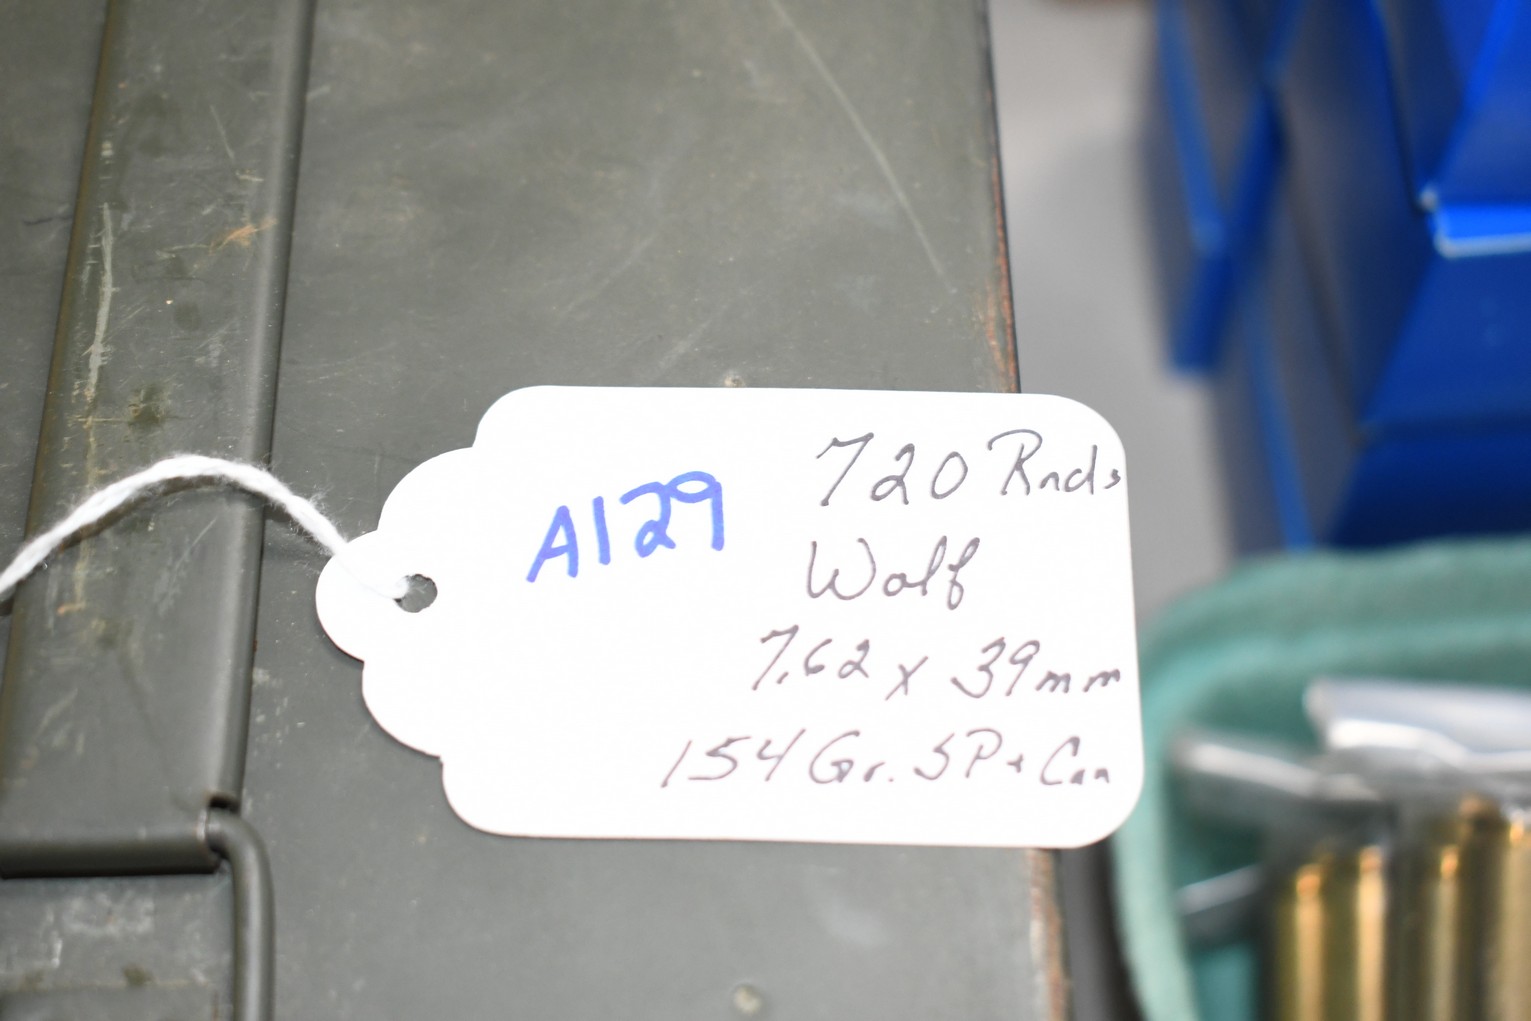 A129
720 Rnds
Wolf
7.62 x 39mm
154 Gr. SP + Can